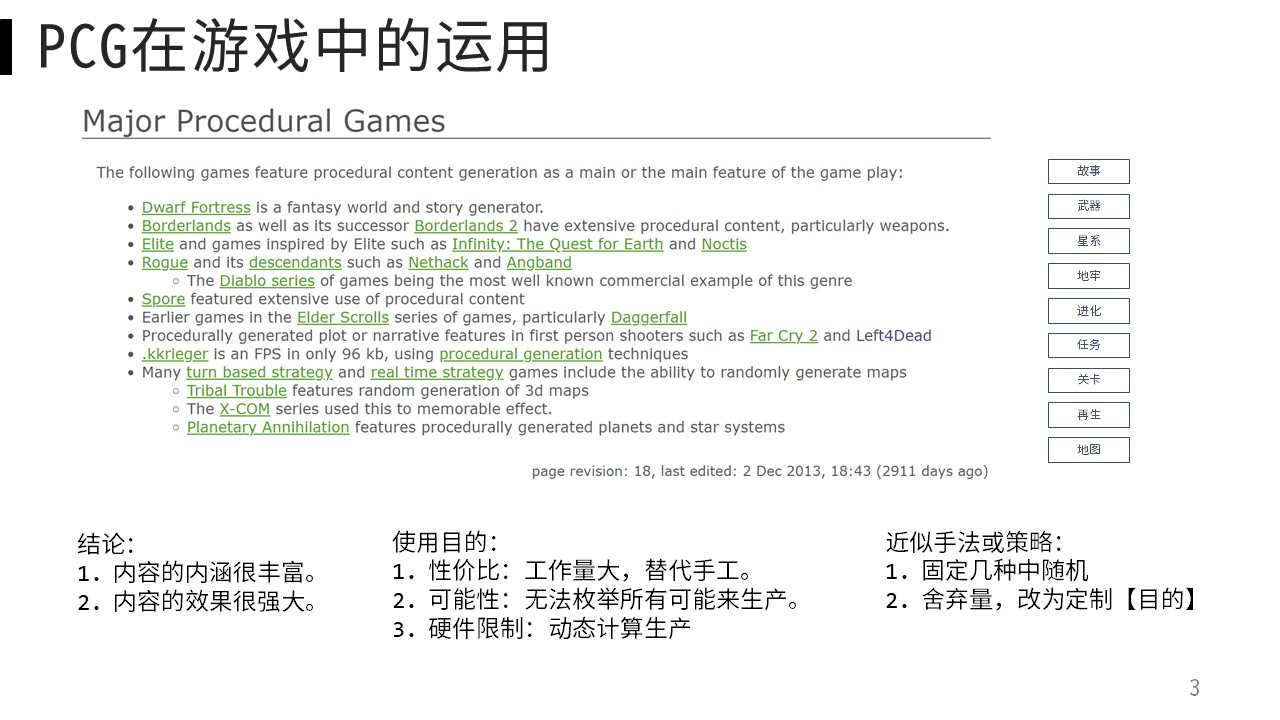 PCG在游戏中的运用
Major Procedural Games
The following games feature procedural content generation as a main or the main feature of the game play:
• Dwarf Fortress is a fantasy world and story generator.
• Borderlands as well as its successor Borderlands 2 have extensive procedural content, particularly weapons.
• Elite and games inspired by Elite such as Infinity: The Quest for Earth and Noctis
• Rogue and its descendants such as Nethack and Angband
○ The Diablo series of games being the most well known commercial example of this genre
• Spore featured extensive use of procedural content
• Earlier games in the Elder Scrolls series of games, particularly Daggerfall
• Procedurally generated plot or narrative features in first person shooters such as Far Cry 2 and Left4Dead
• .kkrieger is an FPS in only 96 kb, using procedural generation techniques
• Many turn based strategy and real time strategy games include the ability to randomly generate maps
○ Tribal Trouble features random generation of 3d maps
○ The X-COM series used this to memorable effect.
○ Planetary Annihilation features procedurally generated planets and star systems
page revision: 18, last edited: 2 Dec 2013, 18:43 (2911 days ago)
故事
武器
星系
地牢
进化
任务
关卡
再生
地图
结论：
1. 内容的内涵很丰富。
2. 内容的效果很强大。
使用目的：
1. 性价比：工作量大，替代手工。
2. 可能性：无法枚举所有可能来生产。
3. 硬件限制：动态计算生产
近似手法或策略：
1. 固定几种中随机
2. 舍弃量，改为定制【目的】
3